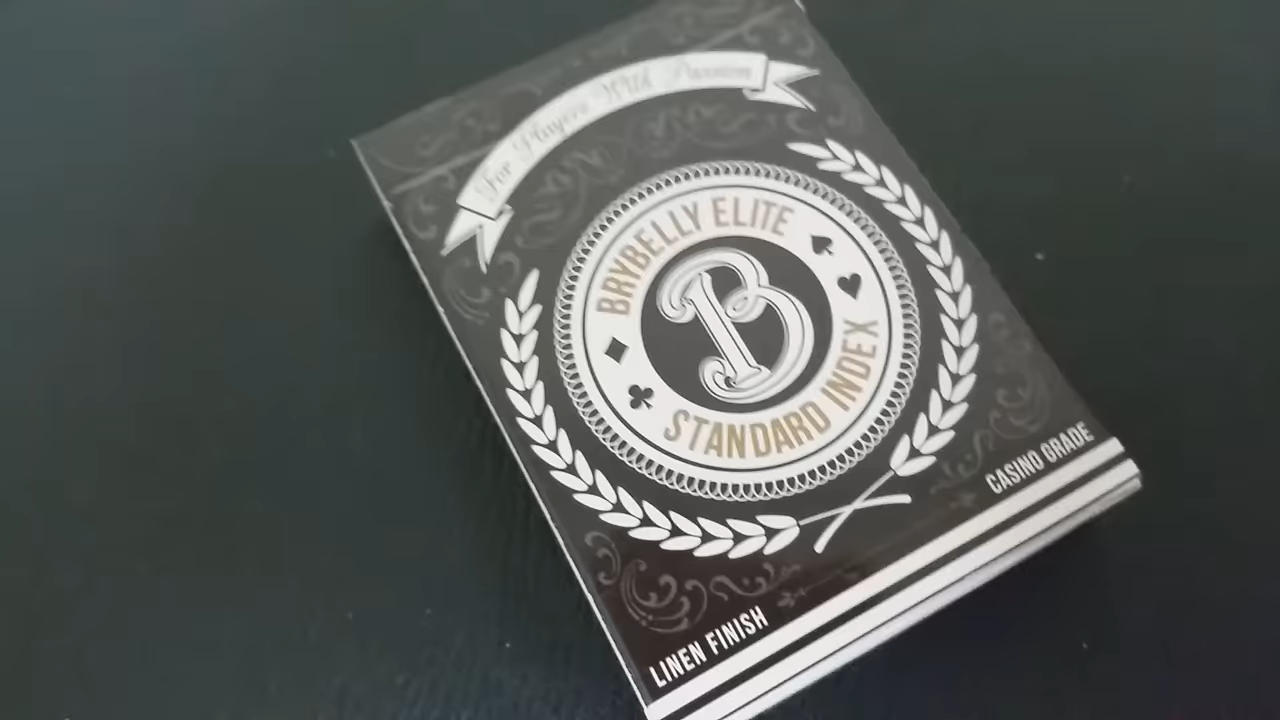 For Players With Passion
BRYBELLY ELITE
B
STANDARD INDEX
CASINO GRADE
LINEN FINISH